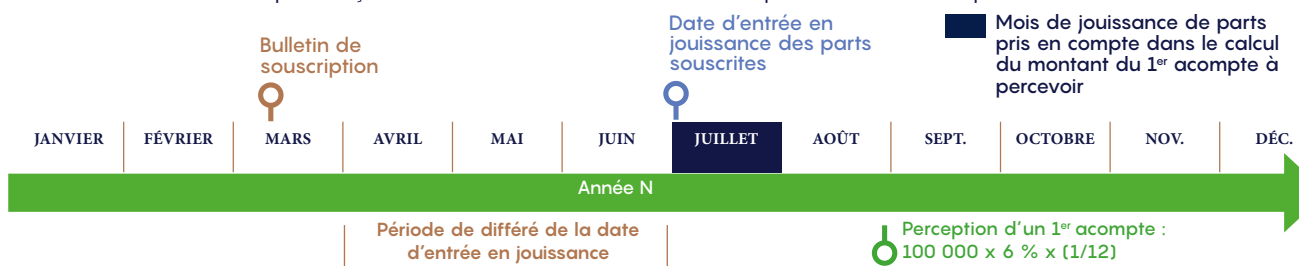 Bulletin de
souscription
Date d'entrée en
jouissance des parts
souscrites
Mois de jouissance de parts
pris en compte dans le calcul
du montant du 1er acompte à
percevoir
JANVIER FÉVRIER MARS AVRIL MAI JUIN JUILLET AOÛT SEPT. OCTOBRE NOV. DÉC.
Année N
Période de différé de la date
d'entrée en jouissance
Perception d'un 1er acompte :
100 000 x 6 % x (1/12)